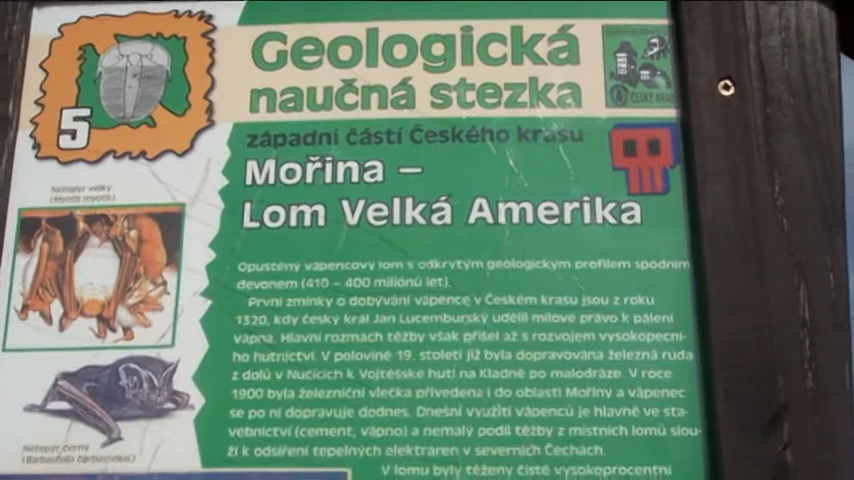 Geologická
naučná stezka
5
ČESKÝ KRAS
západní částí Českého krasu
Mořina –
Lom Velká Amerika
Netopýr velký
(Myotis myotis)
Opuštěný vápencový lom s odkrytým geologickým profilem spodním
devonem (410 – 400 miliónů let).
První zmínky o dobývání vápence v Českém krasu jsou z roku
1320, kdy český král Jan Lucemburský udělil mílové právo k pálení
vápna. Hlavní rozmach těžby však přišel až s rozvojem vysokopecní-
ho hutnictví. V polovině 19. století již byla dopravována železná ruda
z dolů v Nučicích k Vojtěšské huti na Kladně po malodráze. V roce
1900 byla železniční vlečka přivedena i do oblasti Mořiny a vápenec
se po ní dopravuje dodnes. Dnešní využití vápenců je hlavně ve sta-
vebnictví (cement, vápno) a nemalý podíl těžby z místních lomů slou-
ží k odsíření tepelných elektráren v severních Čechách.
V lomu byly těženy čisté vysokoprocentní
Netopýr černý
(Barbastella barbastellus)